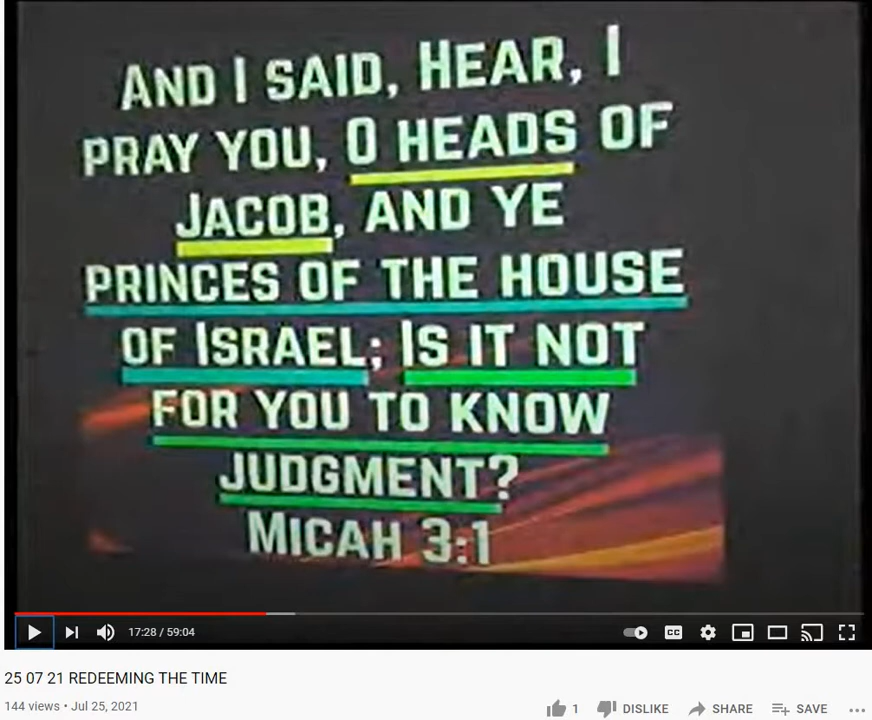 AND I SAID, HEAR, I
PRAY YOU, O HEADS OF
JACOB, AND YE
PRINCES OF THE HOUSE
OF ISRAEL; IS IT NOT
FOR YOU TO KNOW
JUDGMENT?
MICAH 3:1
17:28 / 59:04
CC
25 07 21 REDEEMING THE TIME
144 views • Jul 25, 2021
1 DISLIKE SHARE SAVE